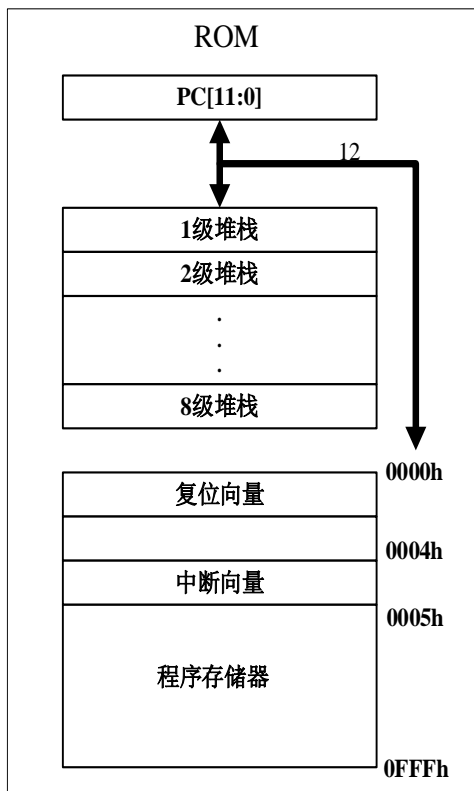 ROM
PC[11:0]
12
1级堆栈
2级堆栈
.
.
.
8级堆栈
0000h
复位向量
0004h
中断向量
0005h
程序存储器
0FFFh